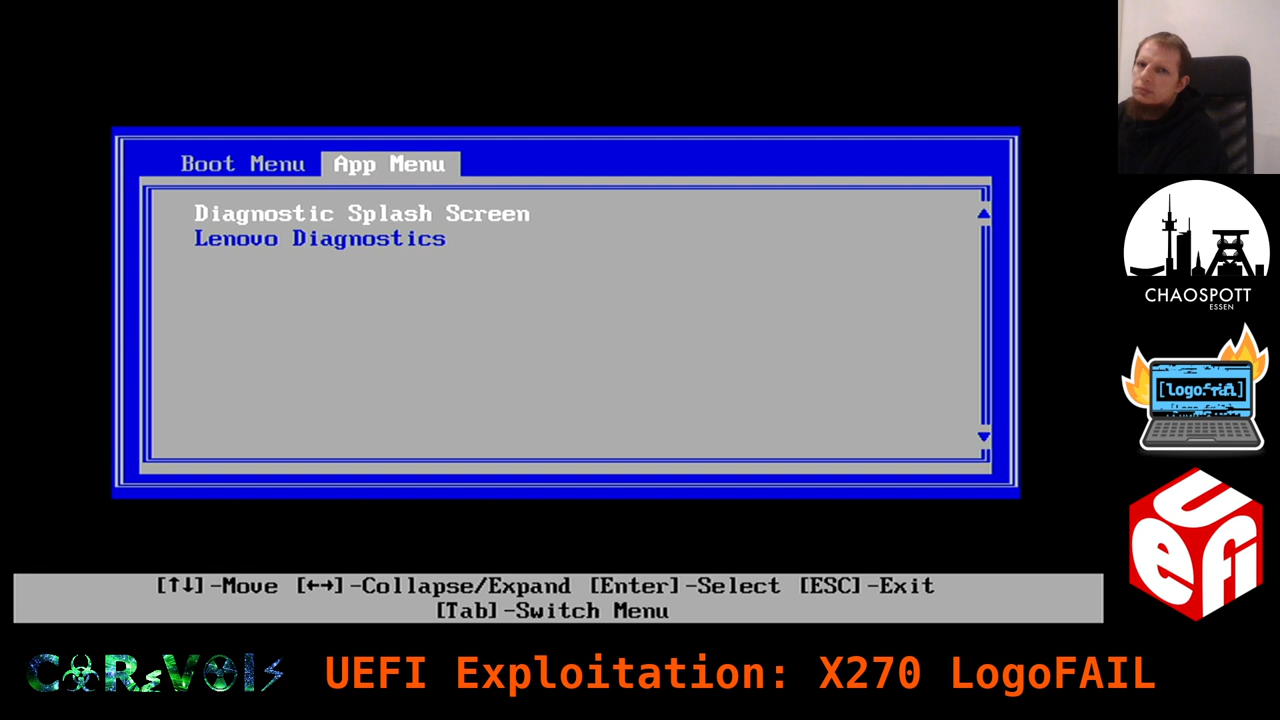 Boot Menu App Menu
Diagnostic Splash Screen
Lenovo Diagnostics
[↑↓]-Move [←→]-Collapse/Expand [Enter]-Select [ESC]-Exit
[Tab]-Switch Menu
CHAOSPOTT
ESSEN
[logofail]
UEFI
UEFI Exploitation: X270 LogoFAIL